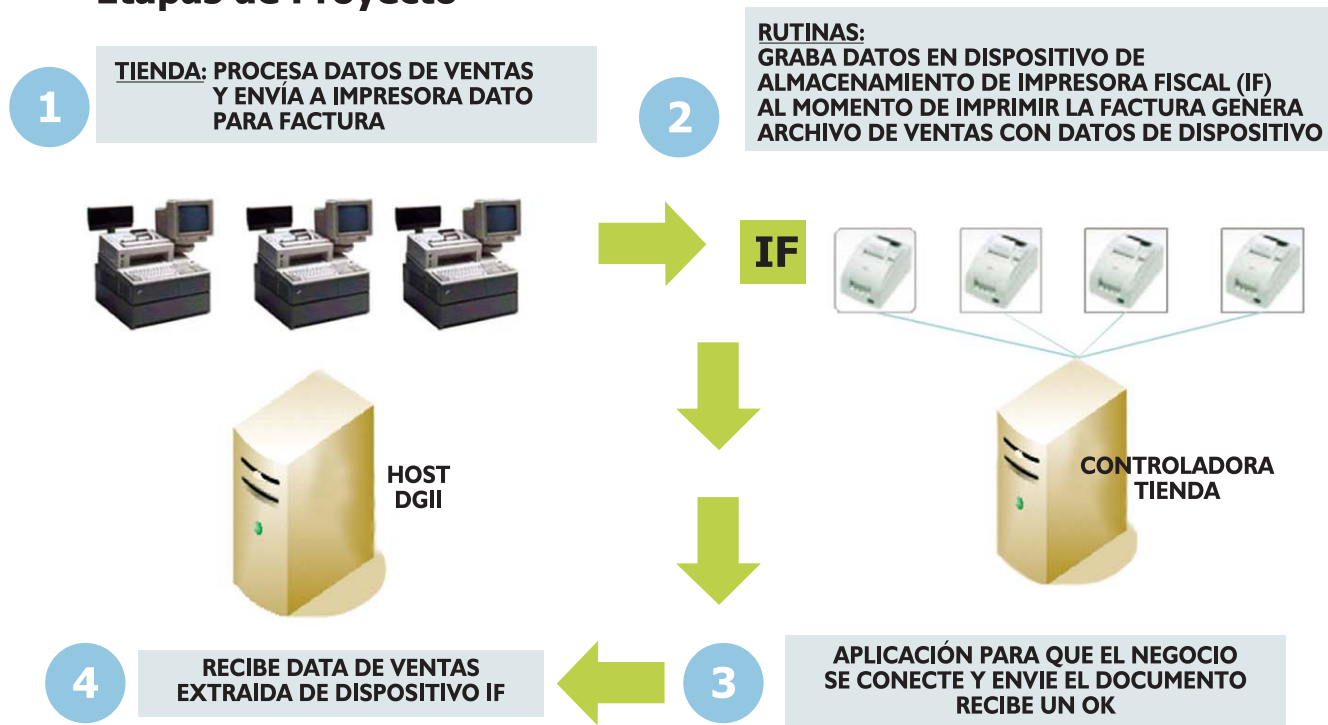 Etapas de Proyecto
1
TIENDA: PROCESA DATOS DE VENTAS
Y ENVÍA A IMPRESORA DATO
PARA FACTURA
2
RUTINAS:
GRABA DATOS EN DISPOSITIVO DE
ALMACENAMIENTO DE IMPRESORA FISCAL (IF)
AL MOMENTO DE IMPRIMIR LA FACTURA GENERA
ARCHIVO DE VENTAS CON DATOS DE DISPOSITIVO
IF
HOST
DGII
CONTROLADORA
TIENDA
4
RECIBE DATA DE VENTAS
EXTRAIDA DE DISPOSITIVO IF
3
APLICACIÓN PARA QUE EL NEGOCIO
SE CONECTE Y ENVIE EL DOCUMENTO
RECIBE UN OK